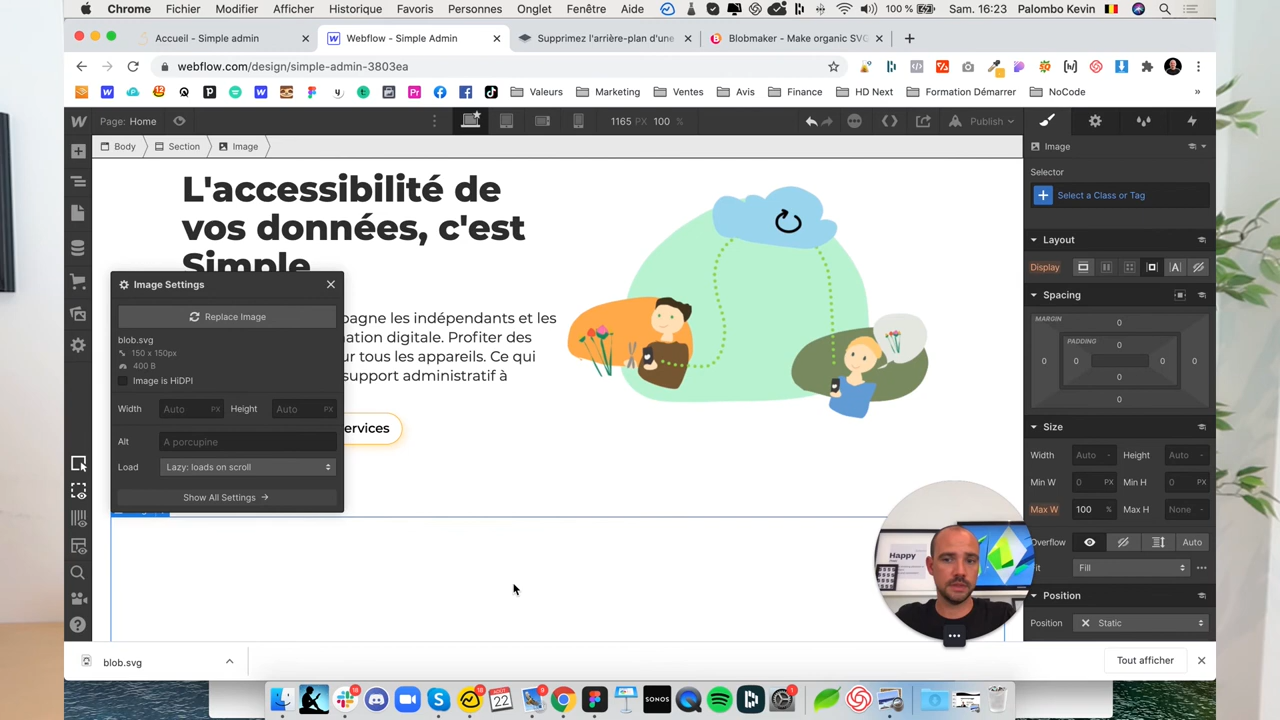 Chrome Fichier Modifier Afficher Historique Favoris Personnes Onglet Fenêtre Aide 100 % Sam. 16:23 Palombo Kevin
Accueil - Simple admin
Webflow - Simple Admin
Supprimez l'arrière-plan d'une
Blobmaker - Make organic SVG
webflow.com/design/simple-admin-3803ea
Valeurs Marketing Ventes Avis Finance HD Next Formation Démarrer NoCode »
Page: Home 1165 PX 100 % Publish
Body Section Image
Image
Selector
Select a Class or Tag
L'accessibilité de
vos données, c'est
Simple
Image Settings
Replace Image
blob.svg
150 x 150px
400 B
Image is HiDPI
Width Auto PX Height Auto PX
Alt A porcupine
Load Lazy: loads on scroll
Show All Settings
pagne les indépendants et les
nation digitale. Profiter des
ur tous les appareils. Ce qui
support administratif à
ervices
Layout
Display
Spacing
MARGIN 0
PADDING 0
0 0 0 0
0
0
Size
Width Auto - Height Auto -
Min W 0 PX Min H 0 PX
Max W 100 % Max H None -
Overflow Auto
Fill
Position
Position Static
Happy
blob.svg
Tout afficher
SONOS